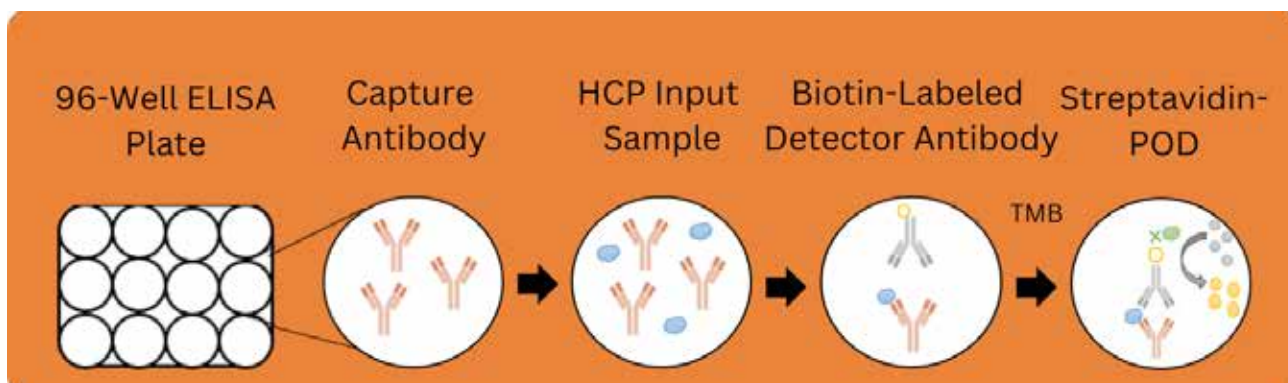 96-Well ELISA
Plate
Capture
Antibody
HCP Input
Sample
Biotin-Labeled
Detector Antibody
Streptavidin-
POD
TMB